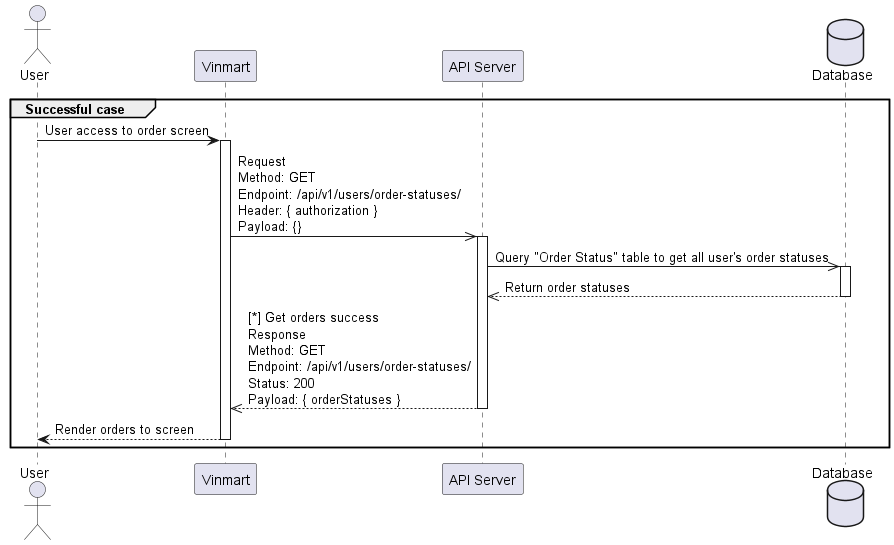 User
Vinmart
API Server
Database
Successful case
User access to order screen
Request
Method: GET
Endpoint: /api/v1/users/order-statuses/
Header: { authorization }
Payload: {}
Query "Order Status" table to get all user's order statuses
Return order statuses
[*] Get orders success
Response
Method: GET
Endpoint: /api/v1/users/order-statuses/
Status: 200
Payload: { orderStatuses }
Render orders to screen
User
Vinmart
API Server
Database